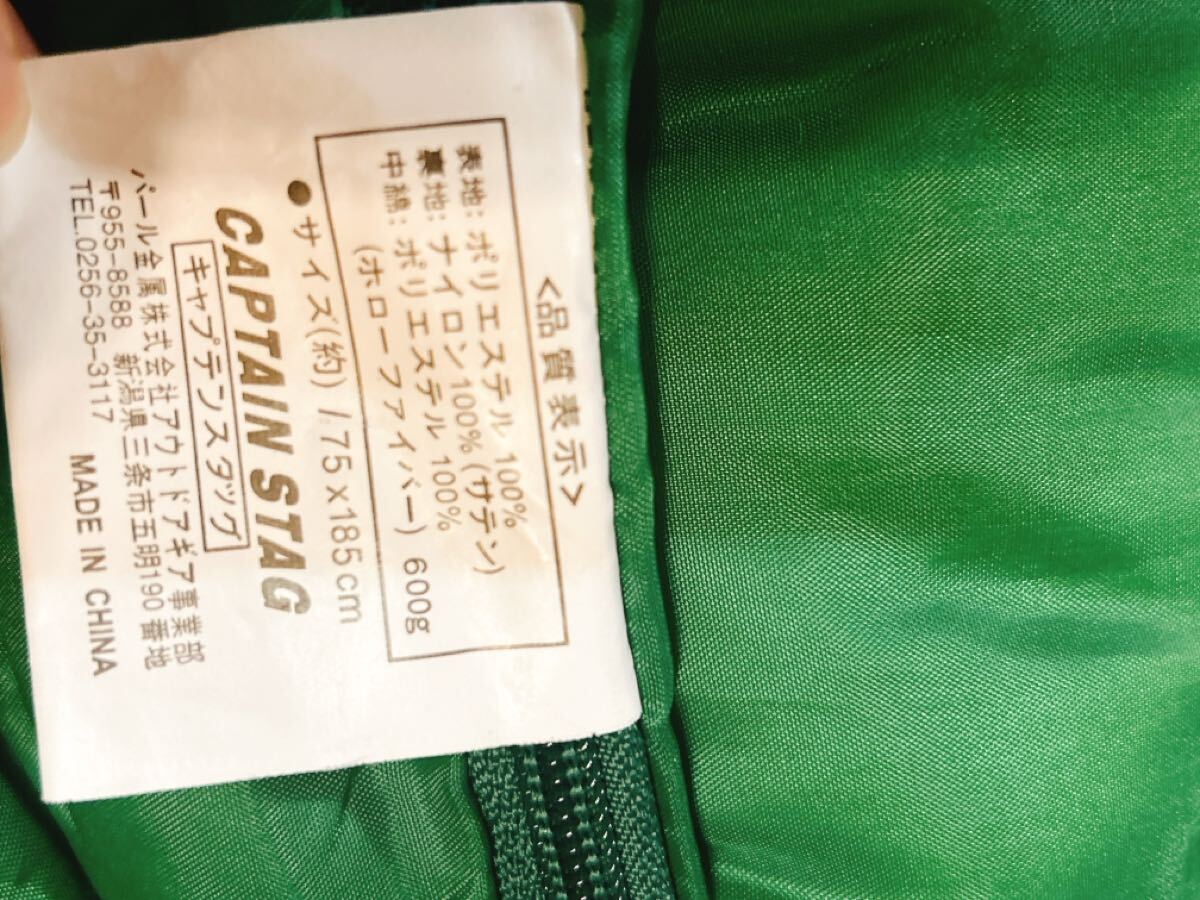 <品質表示>
表地:ポリエステル100%
裏地:ナイロン100%(サテン)
中綿:ポリエステル100%
(ホローファイバー) 600g
●サイズ(約) / 75×185cm
CAPTAIN STAG
キャプテンスタッグ
パール金属株式会社アウトドアギア事業部
〒955-8588 新潟県三条市五明190番地
TEL.0256-35-3117 MADE IN CHINA